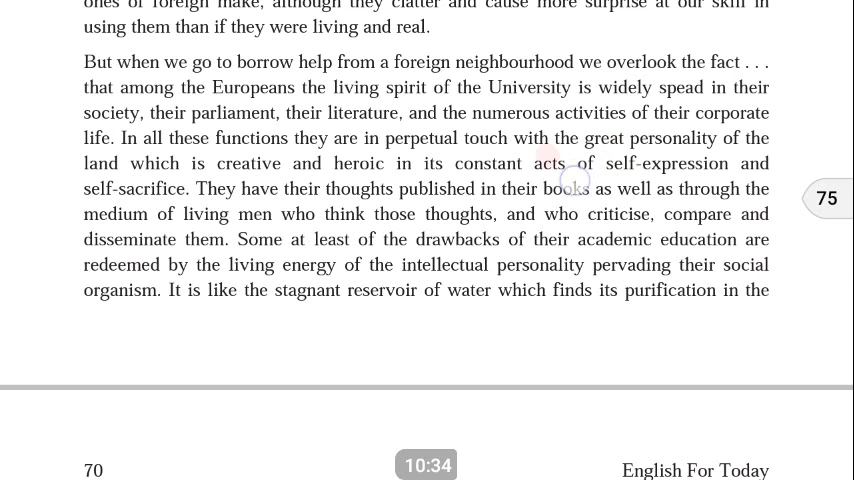 ones of foreign make, although they clatter and cause more surprise at our skill in
using them than if they were living and real.
But when we go to borrow help from a foreign neighbourhood we overlook the fact . . .
that among the Europeans the living spirit of the University is widely spead in their
society, their parliament, their literature, and the numerous activities of their corporate
life. In all these functions they are in perpetual touch with the great personality of the
land which is creative and heroic in its constant acts of self-expression and
self-sacrifice. They have their thoughts published in their books as well as through the
medium of living men who think those thoughts, and who criticise, compare and
disseminate them. Some at least of the drawbacks of their academic education are
redeemed by the living energy of the intellectual personality pervading their social
organism. It is like the stagnant reservoir of water which finds its purification in the
75
70 English For Today
10:34